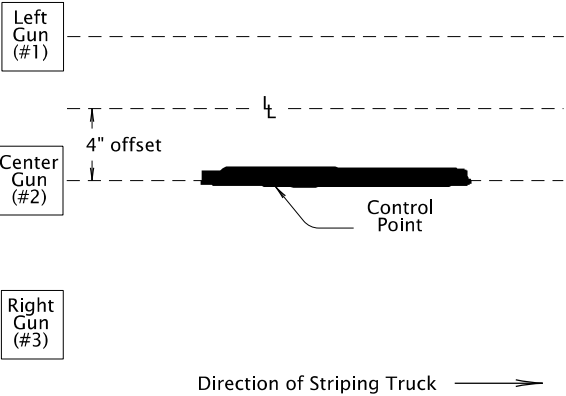 Left
Gun
(#1)
4" offset
Center
Gun
(#2)
Control
Point
Right
Gun
(#3)
Direction of Striping Truck